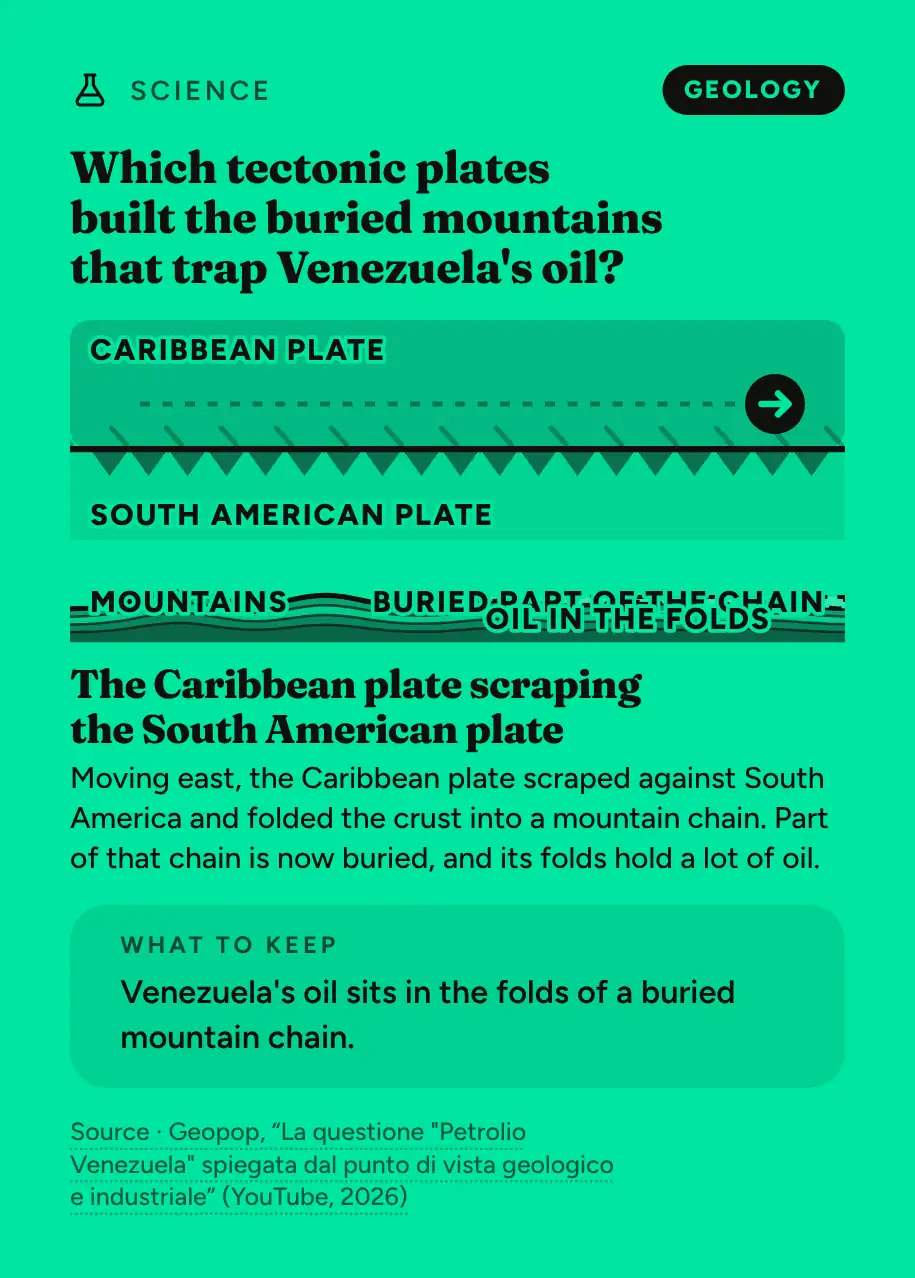 SCIENCE
GEOLOGY
Which tectonic plates
built the buried mountains
that trap Venezuela's oil?
CARIBBEAN PLATE
SOUTH AMERICAN PLATE
MOUNTAINS
BURIED PART OF THE CHAIN
OIL IN THE FOLDS
The Caribbean plate scraping
the South American plate
Moving east, the Caribbean plate scraped against South
America and folded the crust into a mountain chain. Part
of that chain is now buried, and its folds hold a lot of oil.
WHAT TO KEEP
Venezuela's oil sits in the folds of a buried
mountain chain.
Source · Geopop, “La questione "Petrolio
Venezuela" spiegata dal punto di vista geologico
e industriale” (YouTube, 2026)